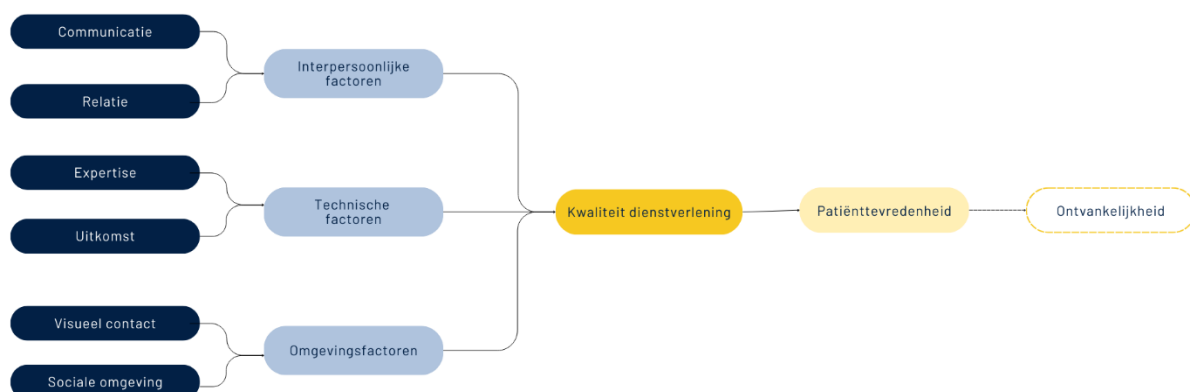 Communicatie
Relatie
Interpersoonlijke
factoren
Expertise
Uitkomst
Technische
factoren
Visueel contact
Sociale omgeving
Omgevingsfactoren
Kwaliteit dienstverlening
Patiënttevredenheid
Ontvankelijkheid